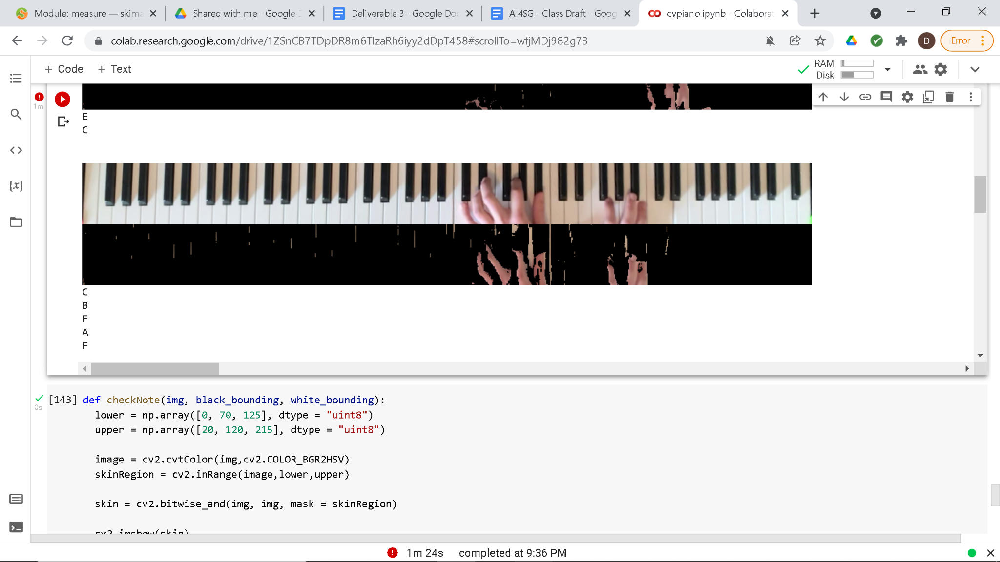 Module: measure — skima
Shared with me - Google D
Deliverable 3 - Google Doc
AI4SG - Class Draft - Goog
cvpiano.ipynb - Colaborat
colab.research.google.com/drive/1ZSnCB7TDpDR8m6TIzaRh6iyy2dDpT458#scrollTo=wfjMDj982g73
D
Error
+ Code + Text
RAM
Disk
1m
E
C
{x}
C
B
F
A
F
0s
[143] def checkNote(img, black_bounding, white_bounding):
lower = np.array([0, 70, 125], dtype = "uint8")
upper = np.array([20, 120, 215], dtype = "uint8")
image = cv2.cvtColor(img,cv2.COLOR_BGR2HSV)
skinRegion = cv2.inRange(image,lower,upper)
skin = cv2.bitwise_and(img, img, mask = skinRegion)
cv2.imshow(skin)
1m 24s completed at 9:36 PM